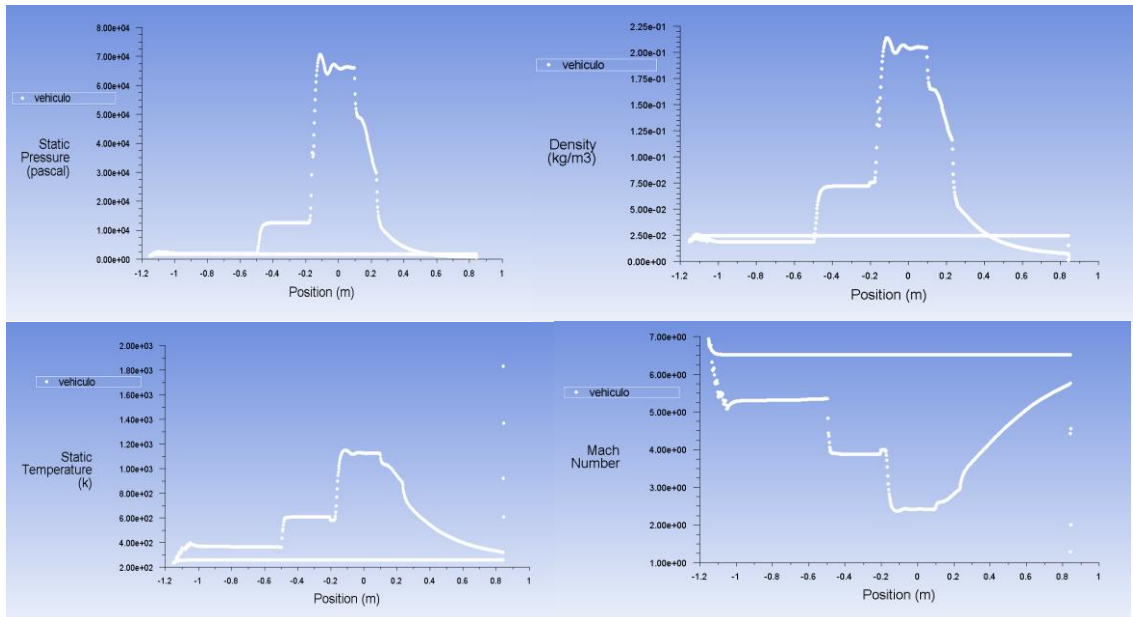 8.00e+04
7.00e+04
6.00e+04
5.00e+04
4.00e+04
3.00e+04
2.00e+04
1.00e+04
0.00e+00
vehiculo
Static
Pressure
(pascal)
-1.2 -1 -0.8 -0.6 -0.4 -0.2 0 0.2 0.4 0.6 0.8 1
Position (m)
2.25e-01
2.00e-01
1.75e-01
1.50e-01
1.25e-01
1.00e-01
7.50e-02
5.00e-02
2.50e-02
0.00e+00
vehiculo
Density
(kg/m3)
-1.2 -1 -0.8 -0.6 -0.4 -0.2 0 0.2 0.4 0.6 0.8 1
Position (m)
2.00e+03
1.80e+03
1.60e+03
1.40e+03
1.20e+03
1.00e+03
8.00e+02
6.00e+02
4.00e+02
2.00e+02
vehiculo
Static
Temperature
(k)
-1.2 -1 -0.8 -0.6 -0.4 -0.2 0 0.2 0.4 0.6 0.8 1
Position (m)
7.00e+00
6.00e+00
5.00e+00
4.00e+00
3.00e+00
2.00e+00
1.00e+00
vehiculo
Mach
Number
-1.2 -1 -0.8 -0.6 -0.4 -0.2 0 0.2 0.4 0.6 0.8 1
Position (m)